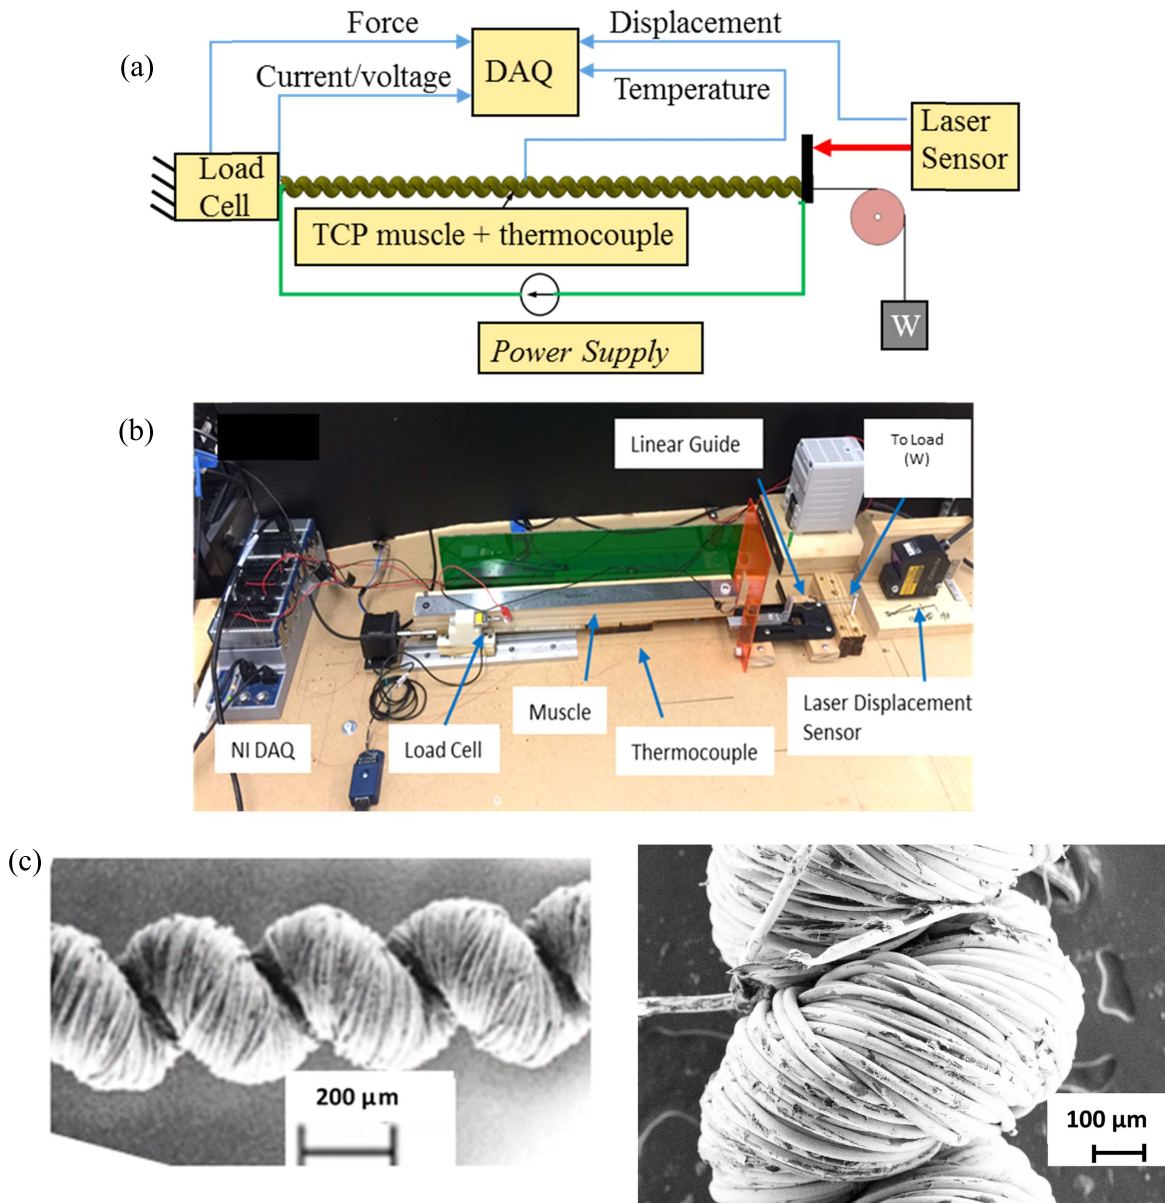 (a)
Force
Displacement
DAQ
Current/voltage
Temperature
Laser
Sensor
Load
Cell
TCP muscle + thermocouple
W
Power Supply
(b)
Linear Guide
To Load
(W)
Muscle
Laser Displacement
Sensor
NI DAQ
Load Cell
Thermocouple
(c)
200 µm
100 µm